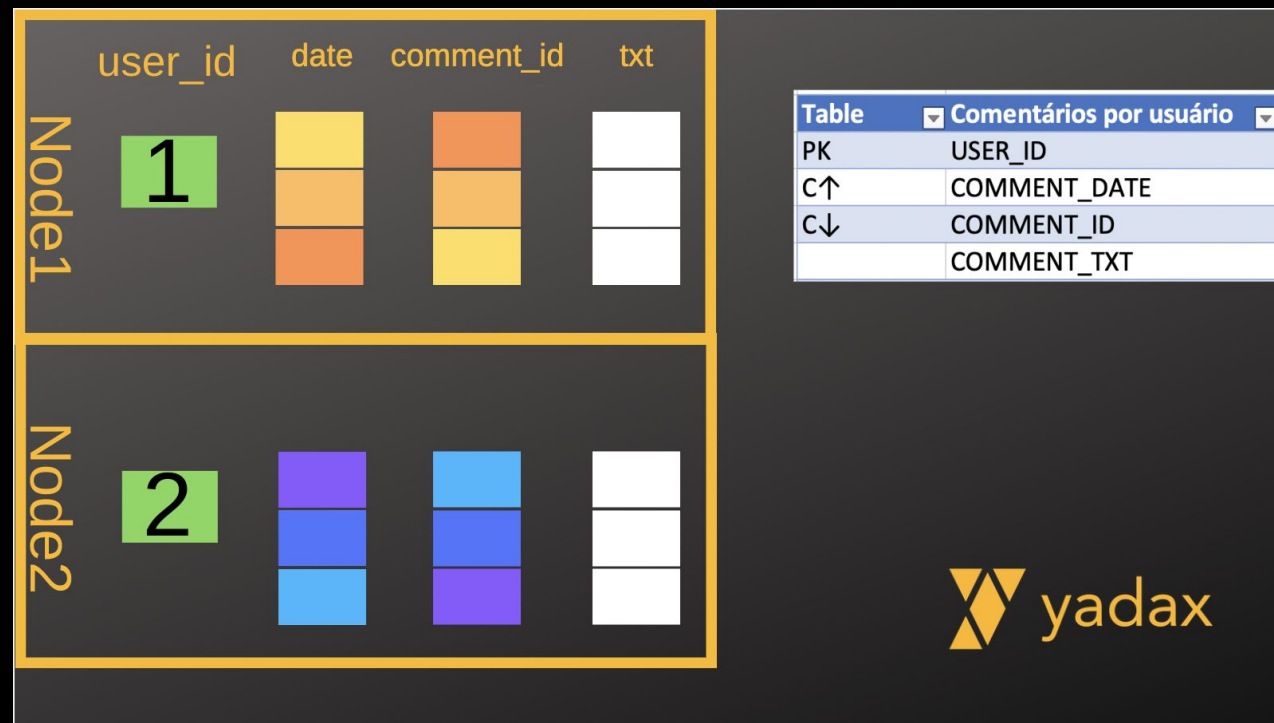 user_id date comment_id txt
Node1
1
Node2
2
Table Comentários por usuário
PK USER_ID
C↑ COMMENT_DATE
C↓ COMMENT_ID
COMMENT_TXT
yadax